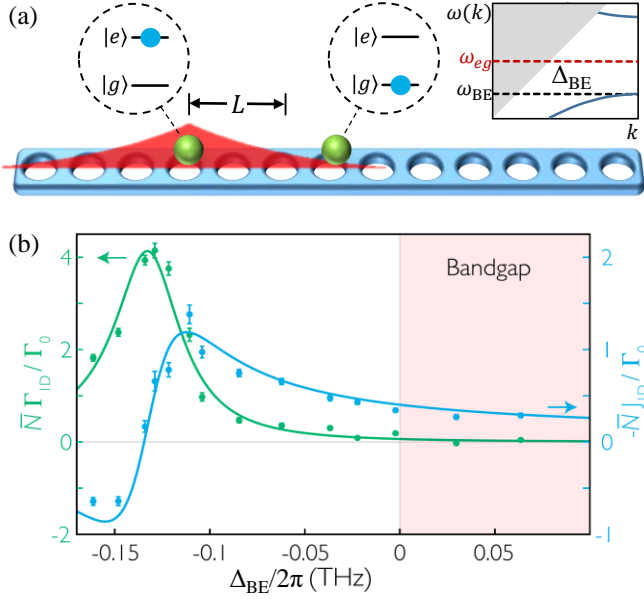 (a)
|e⟩
|g⟩
L
|e⟩
|g⟩
ω(k)
ω_eg
ω_BE
Δ_BE
k
(b)
4
2
0
-2
N̄ Γ_1D / Γ_0
Bandgap
2
1
0
-1
-N̄ J_1D / Γ_0
-0.15
-0.1
-0.05
0
0.05
Δ_BE/2π (THz)